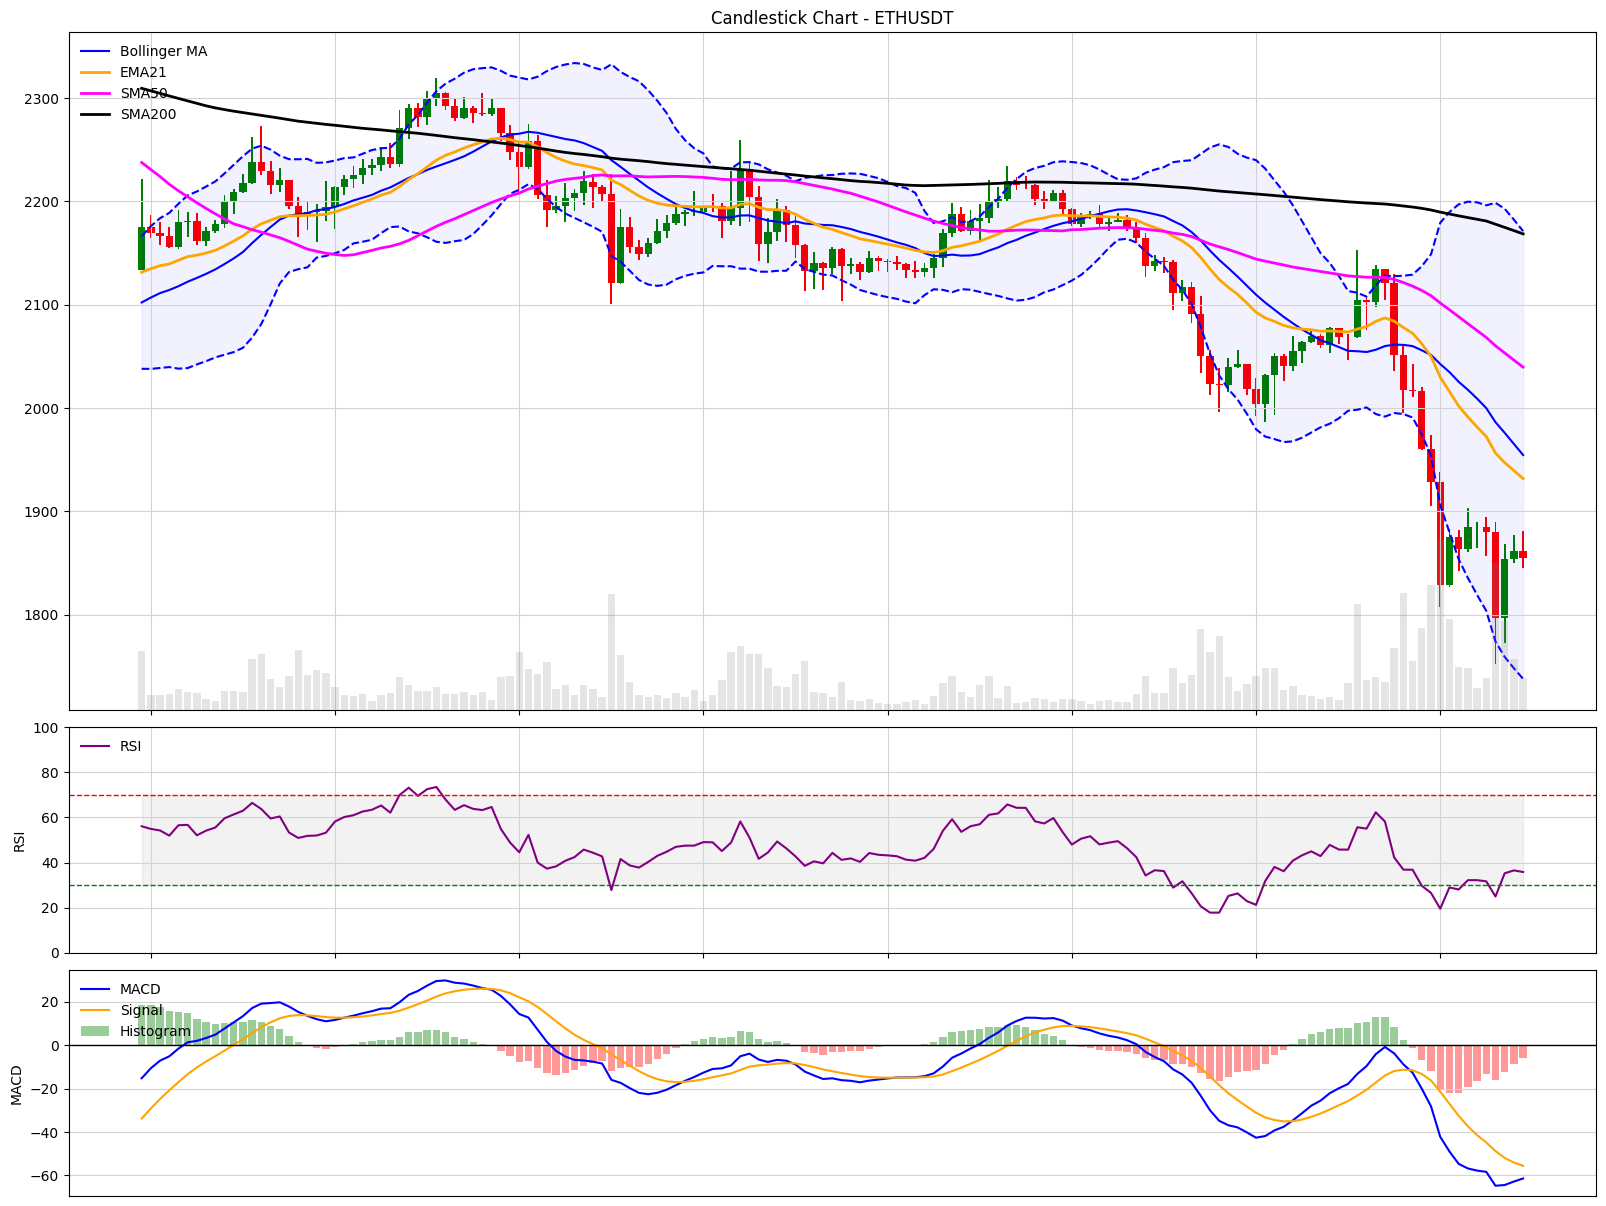 Candlestick Chart - ETHUSDT
Bollinger MA
EMA21
SMA50
SMA200
2300
2200
2100
2000
1900
1800
RSI
100
80
60
40
20
0
RSI
MACD
Signal
Histogram
20
0
−20
−40
−60
MACD